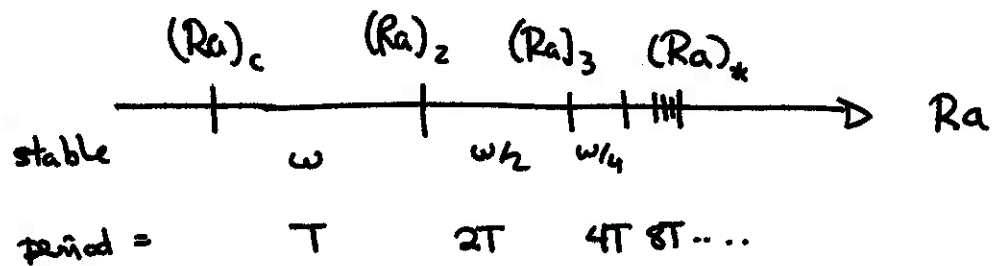 (Ra)c (Ra)2 (Ra)3 (Ra)*
Ra
stable ω ω/2 ω/4
period = T 2T 4T 8T....